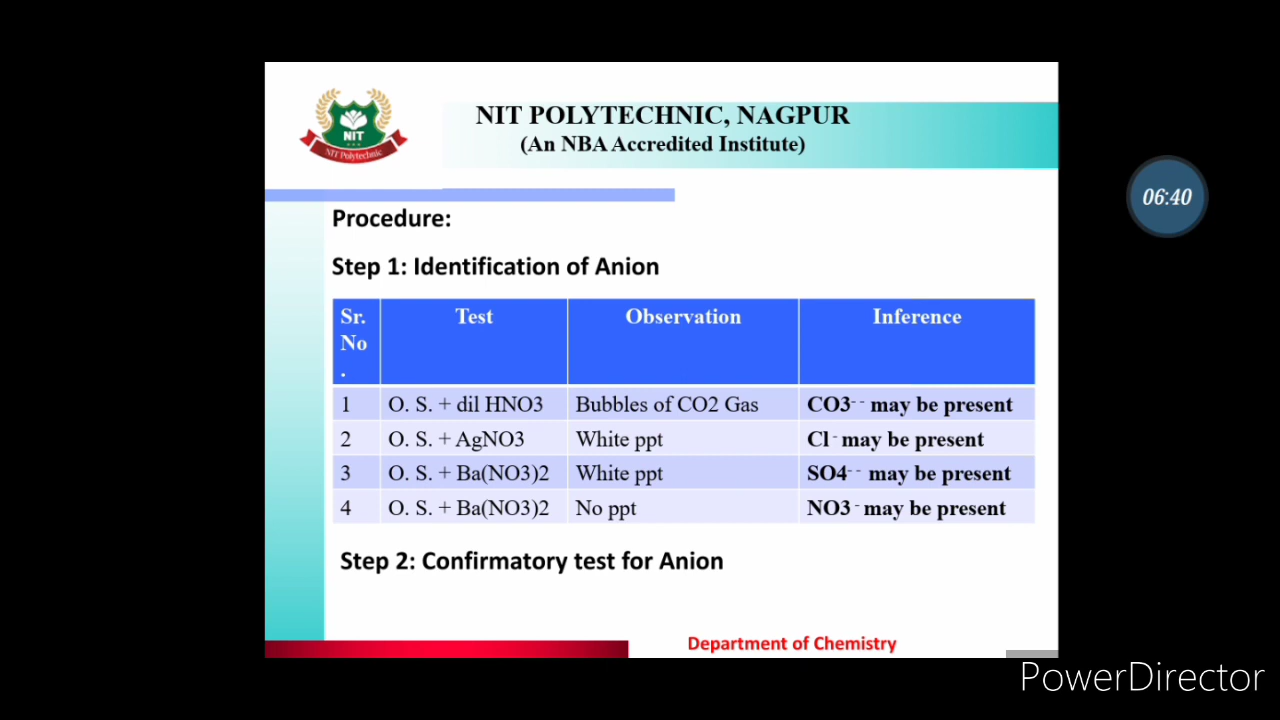 NIT POLYTECHNIC, NAGPUR
(An NBA Accredited Institute)
NIT
NIT Polytechnic
06:40
Procedure:
Step 1: Identification of Anion
Sr. No . Test Observation Inference
1 O. S. + dil HNO3 Bubbles of CO2 Gas CO3-- may be present
2 O. S. + AgNO3 White ppt Cl - may be present
3 O. S. + Ba(NO3)2 White ppt SO4-- may be present
4 O. S. + Ba(NO3)2 No ppt NO3 - may be present
Step 2: Confirmatory test for Anion
Department of Chemistry
PowerDirector